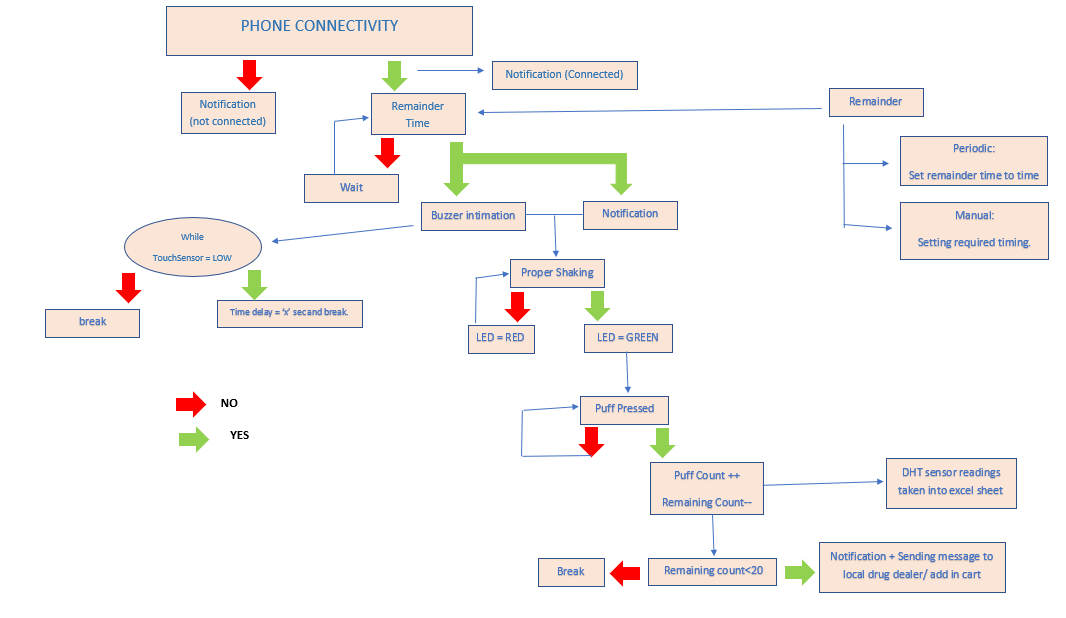 PHONE CONNECTIVITY
Notification (Connected)
Notification
(not connected)
Remainder
Time
Remainder
Periodic:
Set remainder time to time
Wait
Manual:
Setting required timing.
Buzzer intimation
Notification
While
TouchSensor = LOW
Proper Shaking
break
Time delay = 'x' secand break.
LED = RED
LED = GREEN
NO
YES
Puff Pressed
Puff Count ++
Remaining Count--
DHT sensor readings
taken into excel sheet
Break
Remaining count<20
Notification + Sending message to
local drug dealer/ add in cart